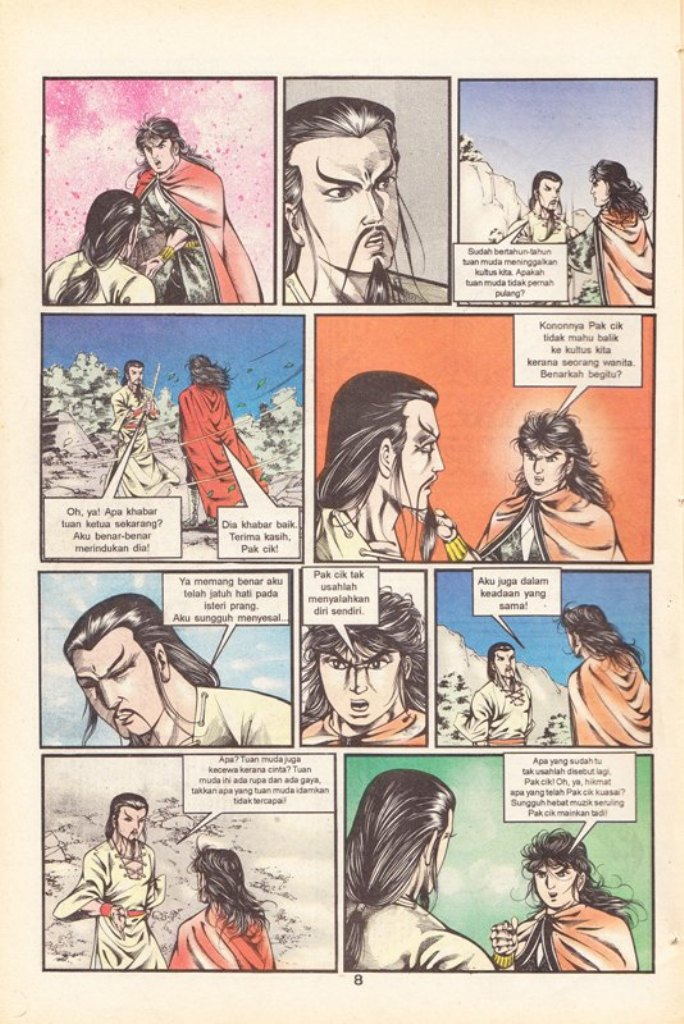 Sudah bertahun-tahun
tuan muda meninggalkan
kultus kita. Apakah
tuan muda tidak pernah
pulang?
Oh, ya! Apa khabar
tuan ketua sekarang?
Aku benar-benar
merindukan dia!
Dia khabar baik.
Terima kasih,
Pak cik!
Kononnya Pak cik
tidak mahu balik
ke kultus kita
kerana seorang wanita.
Benarkah begitu?
Ya memang benar aku
telah jatuh hati pada
isteri prang.
Aku sungguh menyesal...
Pak cik tak
usahlah
menyalahkan
diri sendiri.
Aku juga dalam
keadaan yang
sama!
Apa? Tuan muda juga
kecewa kerana cinta? Tuan
muda ini ada rupa dan ada gaya,
takkan apa yang tuan muda idamkan
tidak tercapai!
Apa yang sudah tu
tak usahlah disebut lagi,
Pak cik! Oh, ya, hikmat
apa yang telah Pak cik kuasai?
Sungguh hebat muzik seruling
Pak cik mainkan tadi!
8